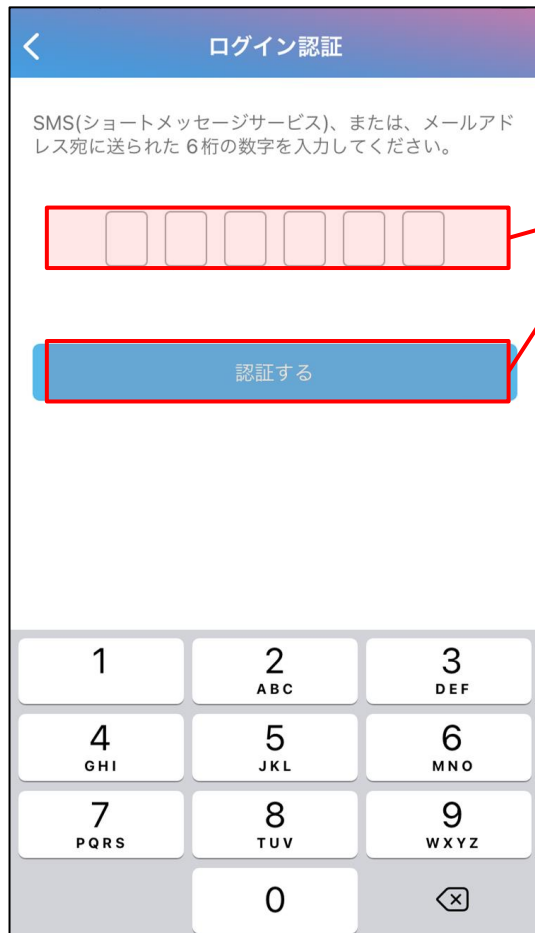 ログイン認証
SMS(ショートメッセージサービス)、または、メールアド
レス宛に送られた 6桁の数字を入力してください。
認証する
1
2
3
ABC
DEF
4
5
6
GHI
JKL
MNO
7
8
9
PQRS
TUV
WXYZ
0